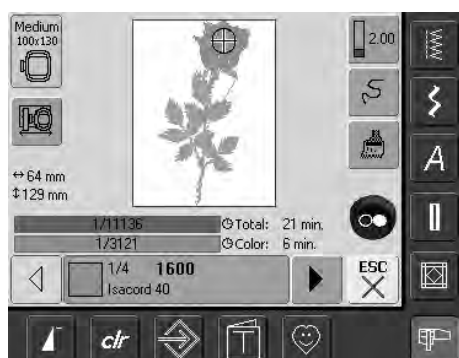 Medium
100x130
2.00
↔ 64 mm
↕ 129 mm
1/11136
Total: 21 min.
1/3121
Color: 6 min.
1/4 1600
Isacord 40
ESC
A
clr
T